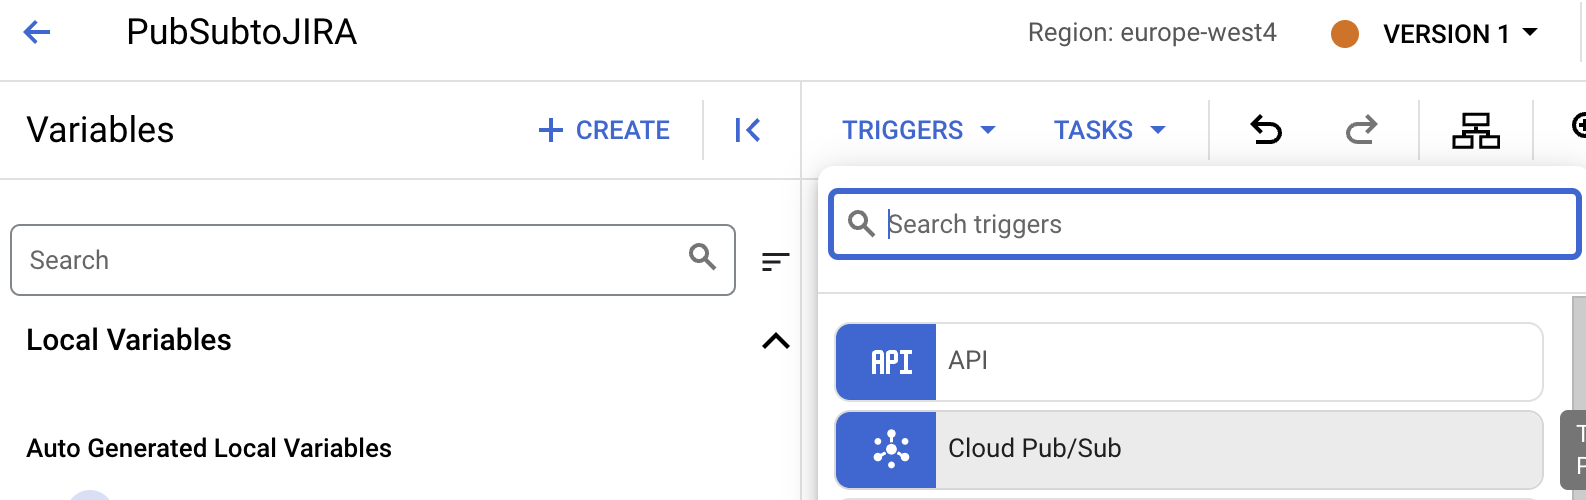 PubSubtoJIRA
Region: europe-west4
VERSION 1
Variables
CREATE
TRIGGERS
TASKS
Search
Local Variables
Auto Generated Local Variables
Search triggers
API API
Cloud Pub/Sub